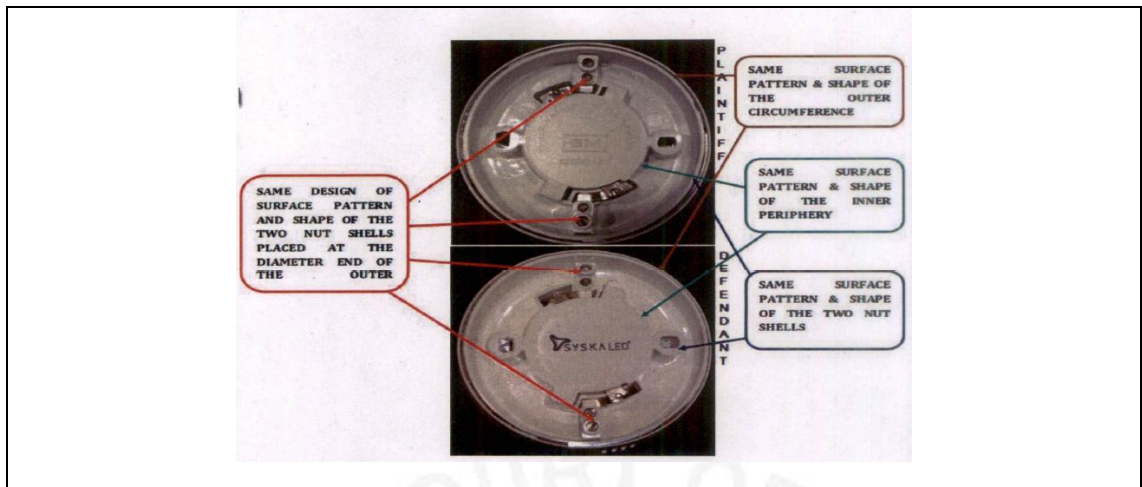 PLAINTIFF
SAME SURFACE
PATTERN & SHAPE OF
THE OUTER
CIRCUMFERENCE
SAME SURFACE
PATTERN & SHAPE
OF THE INNER
PERIPHERY
SAME DESIGN OF
SURFACE PATTERN
AND SHAPE OF THE
TWO NUT SHELLS
PLACED AT THE
DIAMETER END OF
THE OUTER
DEFENDANT
SYSKALED
SAME SURFACE
PATTERN & SHAPE
OF THE TWO NUT
SHELLS